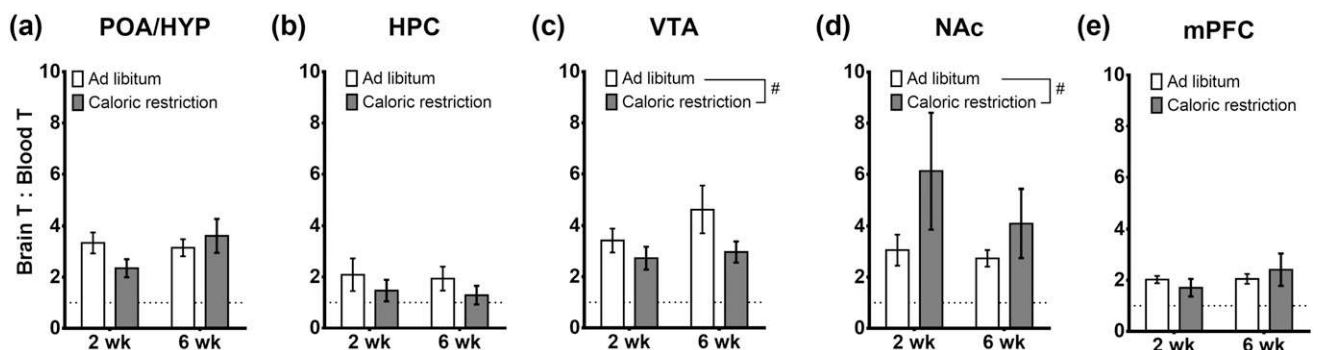 (a) POA/HYP
Brain T : Blood T
10
8
6
4
2
0
Ad libitum
Caloric restriction
2 wk 6 wk
(b) HPC
10
8
6
4
2
0
Ad libitum
Caloric restriction
2 wk 6 wk
(c) VTA
10
8
6
4
2
0
Ad libitum
Caloric restriction
#
2 wk 6 wk
(d) NAc
10
8
6
4
2
0
Ad libitum
Caloric restriction
#
2 wk 6 wk
(e) mPFC
10
8
6
4
2
0
Ad libitum
Caloric restriction
2 wk 6 wk